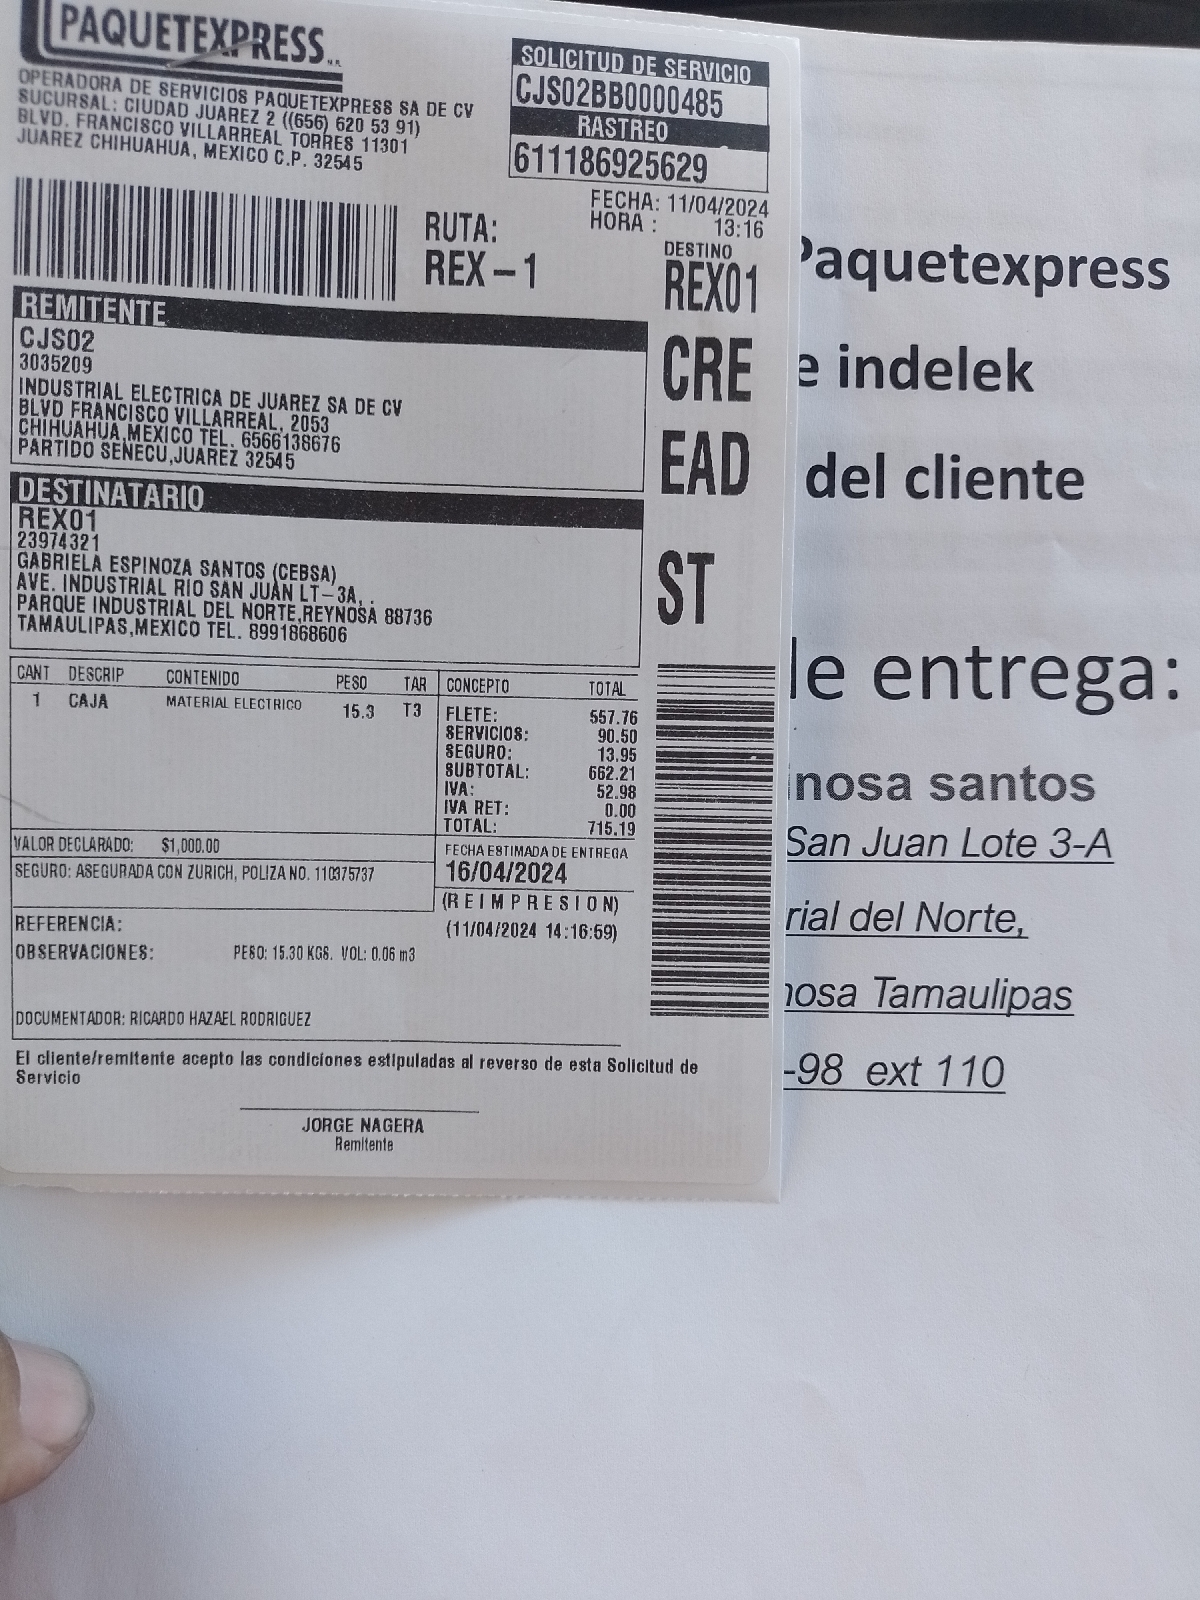 PAQUETEXPRESS
OPERADORA DE SERVICIOS PAQUETEXPRESS SA DE CV
SUCURSAL: CIUDAD JUAREZ 2 ((656) 620 53 91)
BLVD. FRANCISCO VILLARREAL TORRES 11301
JUAREZ CHIHUAHUA, MEXICO C.P. 32545
SOLICITUD DE SERVICIO
CJS02BB0000485
RASTREO
611186925629
FECHA: 11/04/2024
HORA : 13:16
RUTA:
REX-1
DESTINO
REX01
CRE
EAD
ST
REMITENTE
CJS02
3035209
INDUSTRIAL ELECTRICA DE JUAREZ SA DE CV
BLVD FRANCISCO VILLARREAL, 2053
CHIHUAHUA,MEXICO TEL. 6566138676
PARTIDO SENECU,JUAREZ 32545
DESTINATARIO
REX01
23974321
GABRIELA ESPINOZA SANTOS (CEBSA)
AVE. INDUSTRIAL RIO SAN JUAN LT-3A, .
PARQUE INDUSTRIAL DEL NORTE,REYNOSA 88736
TAMAULIPAS,MEXICO TEL. 8991868606
CANT DESCRIP CONTENIDO PESO TAR
1 CAJA MATERIAL ELECTRICO 15.3 T3
CONCEPTO TOTAL
FLETE: 557.76
SERVICIOS: 90.50
SEGURO: 13.95
SUBTOTAL: 662.21
IVA: 52.98
IVA RET: 0.00
TOTAL: 715.19
VALOR DECLARADO: $1,000.00
SEGURO: ASEGURADA CON ZURICH, POLIZA NO. 110375737
FECHA ESTIMADA DE ENTREGA
16/04/2024
(REIMPRESION)
(11/04/2024 14:16:59)
REFERENCIA:
OBSERVACIONES: PESO: 15.30 KGS. VOL: 0.06 m3
DOCUMENTADOR: RICARDO HAZAEL RODRIGUEZ
El cliente/remitente acepto las condiciones estipuladas al reverso de esta Solicitud de
Servicio
JORGE NAGERA
Remitente
Paquetexpress
e indelek
del cliente
de entrega:
nosa santos
San Juan Lote 3-A
rial del Norte,
nosa Tamaulipas
-98 ext 110